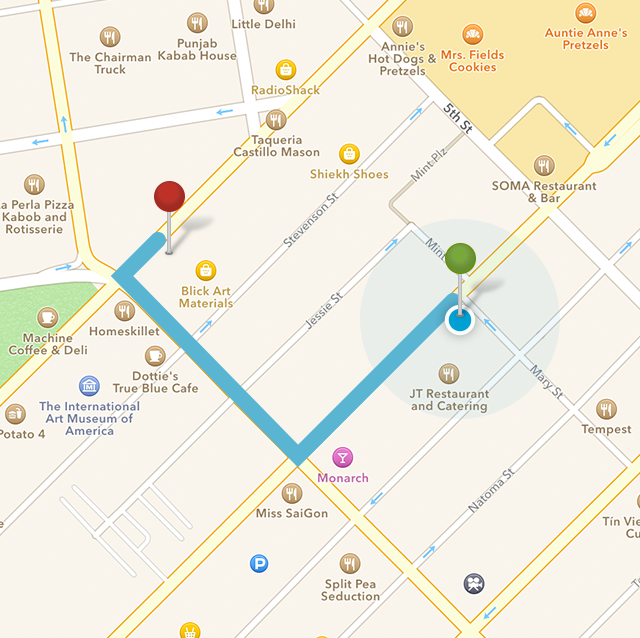 Little Delhi
Punjab
Kabab House
The Chairman
Truck
Annie's
Hot Dogs &
Pretzels
Mrs. Fields
Cookies
Auntie Anne's
Pretzels
RadioShack
5th St
Taqueria
Castillo Mason
Shiekh Shoes
Mint Plz
SOMA Restaurant
& Bar
La Perla Pizza
Kabob and
Rotisserie
Stevenson St
Mint
Blick Art
Materials
Jessie St
Homeskillet
Machine
Coffee & Deli
Dottie's
True Blue Cafe
JT Restaurant
and Catering
Mary St
The International
Art Museum of
America
Potato 4
Tempest
Monarch
Natoma St
Miss SaiGon
Tín Vie
Cu
P
Split Pea
Seduction